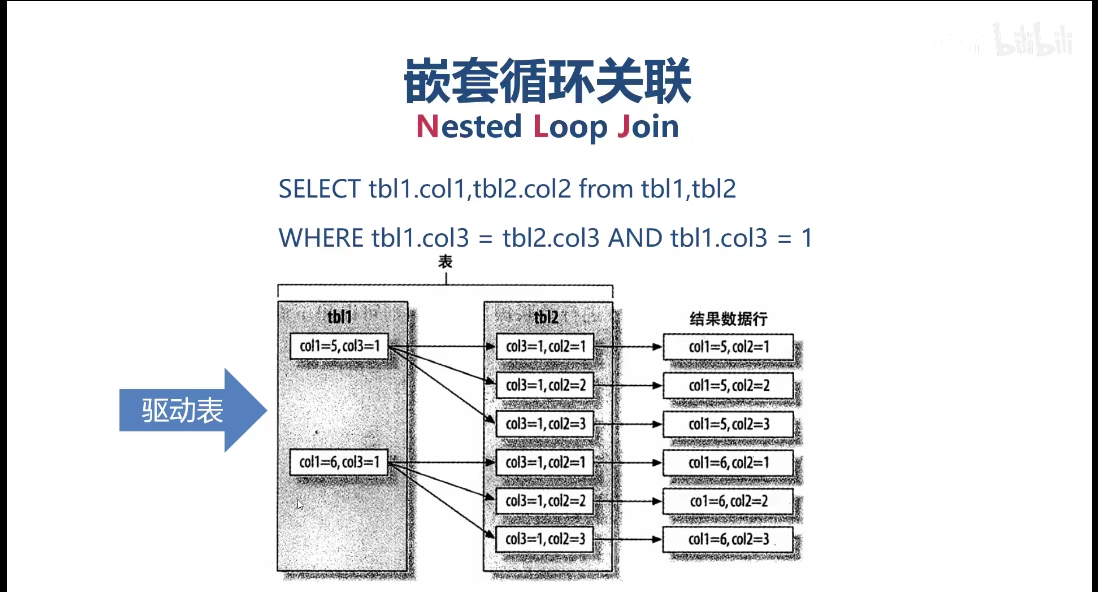 bilibili
嵌套循环关联
Nested Loop Join
SELECT tbl1.col1,tbl2.col2 from tbl1,tbl2
WHERE tbl1.col3 = tbl2.col3 AND tbl1.col3 = 1
表
tbl1
tbl2
结果数据行
col1=5,col3=1
col3=1,col2=1
col1=5,col2=1
col3=1,col2=2
col1=5,col2=2
驱动表
col3=1,col2=3
col1=5,col2=3
col1=6,col3=1
col3=1,col2=1
col1=6,col2=1
col3=1,col2=2
co1=6,col2=2
col3=1,col2=3
col1=6,col2=3